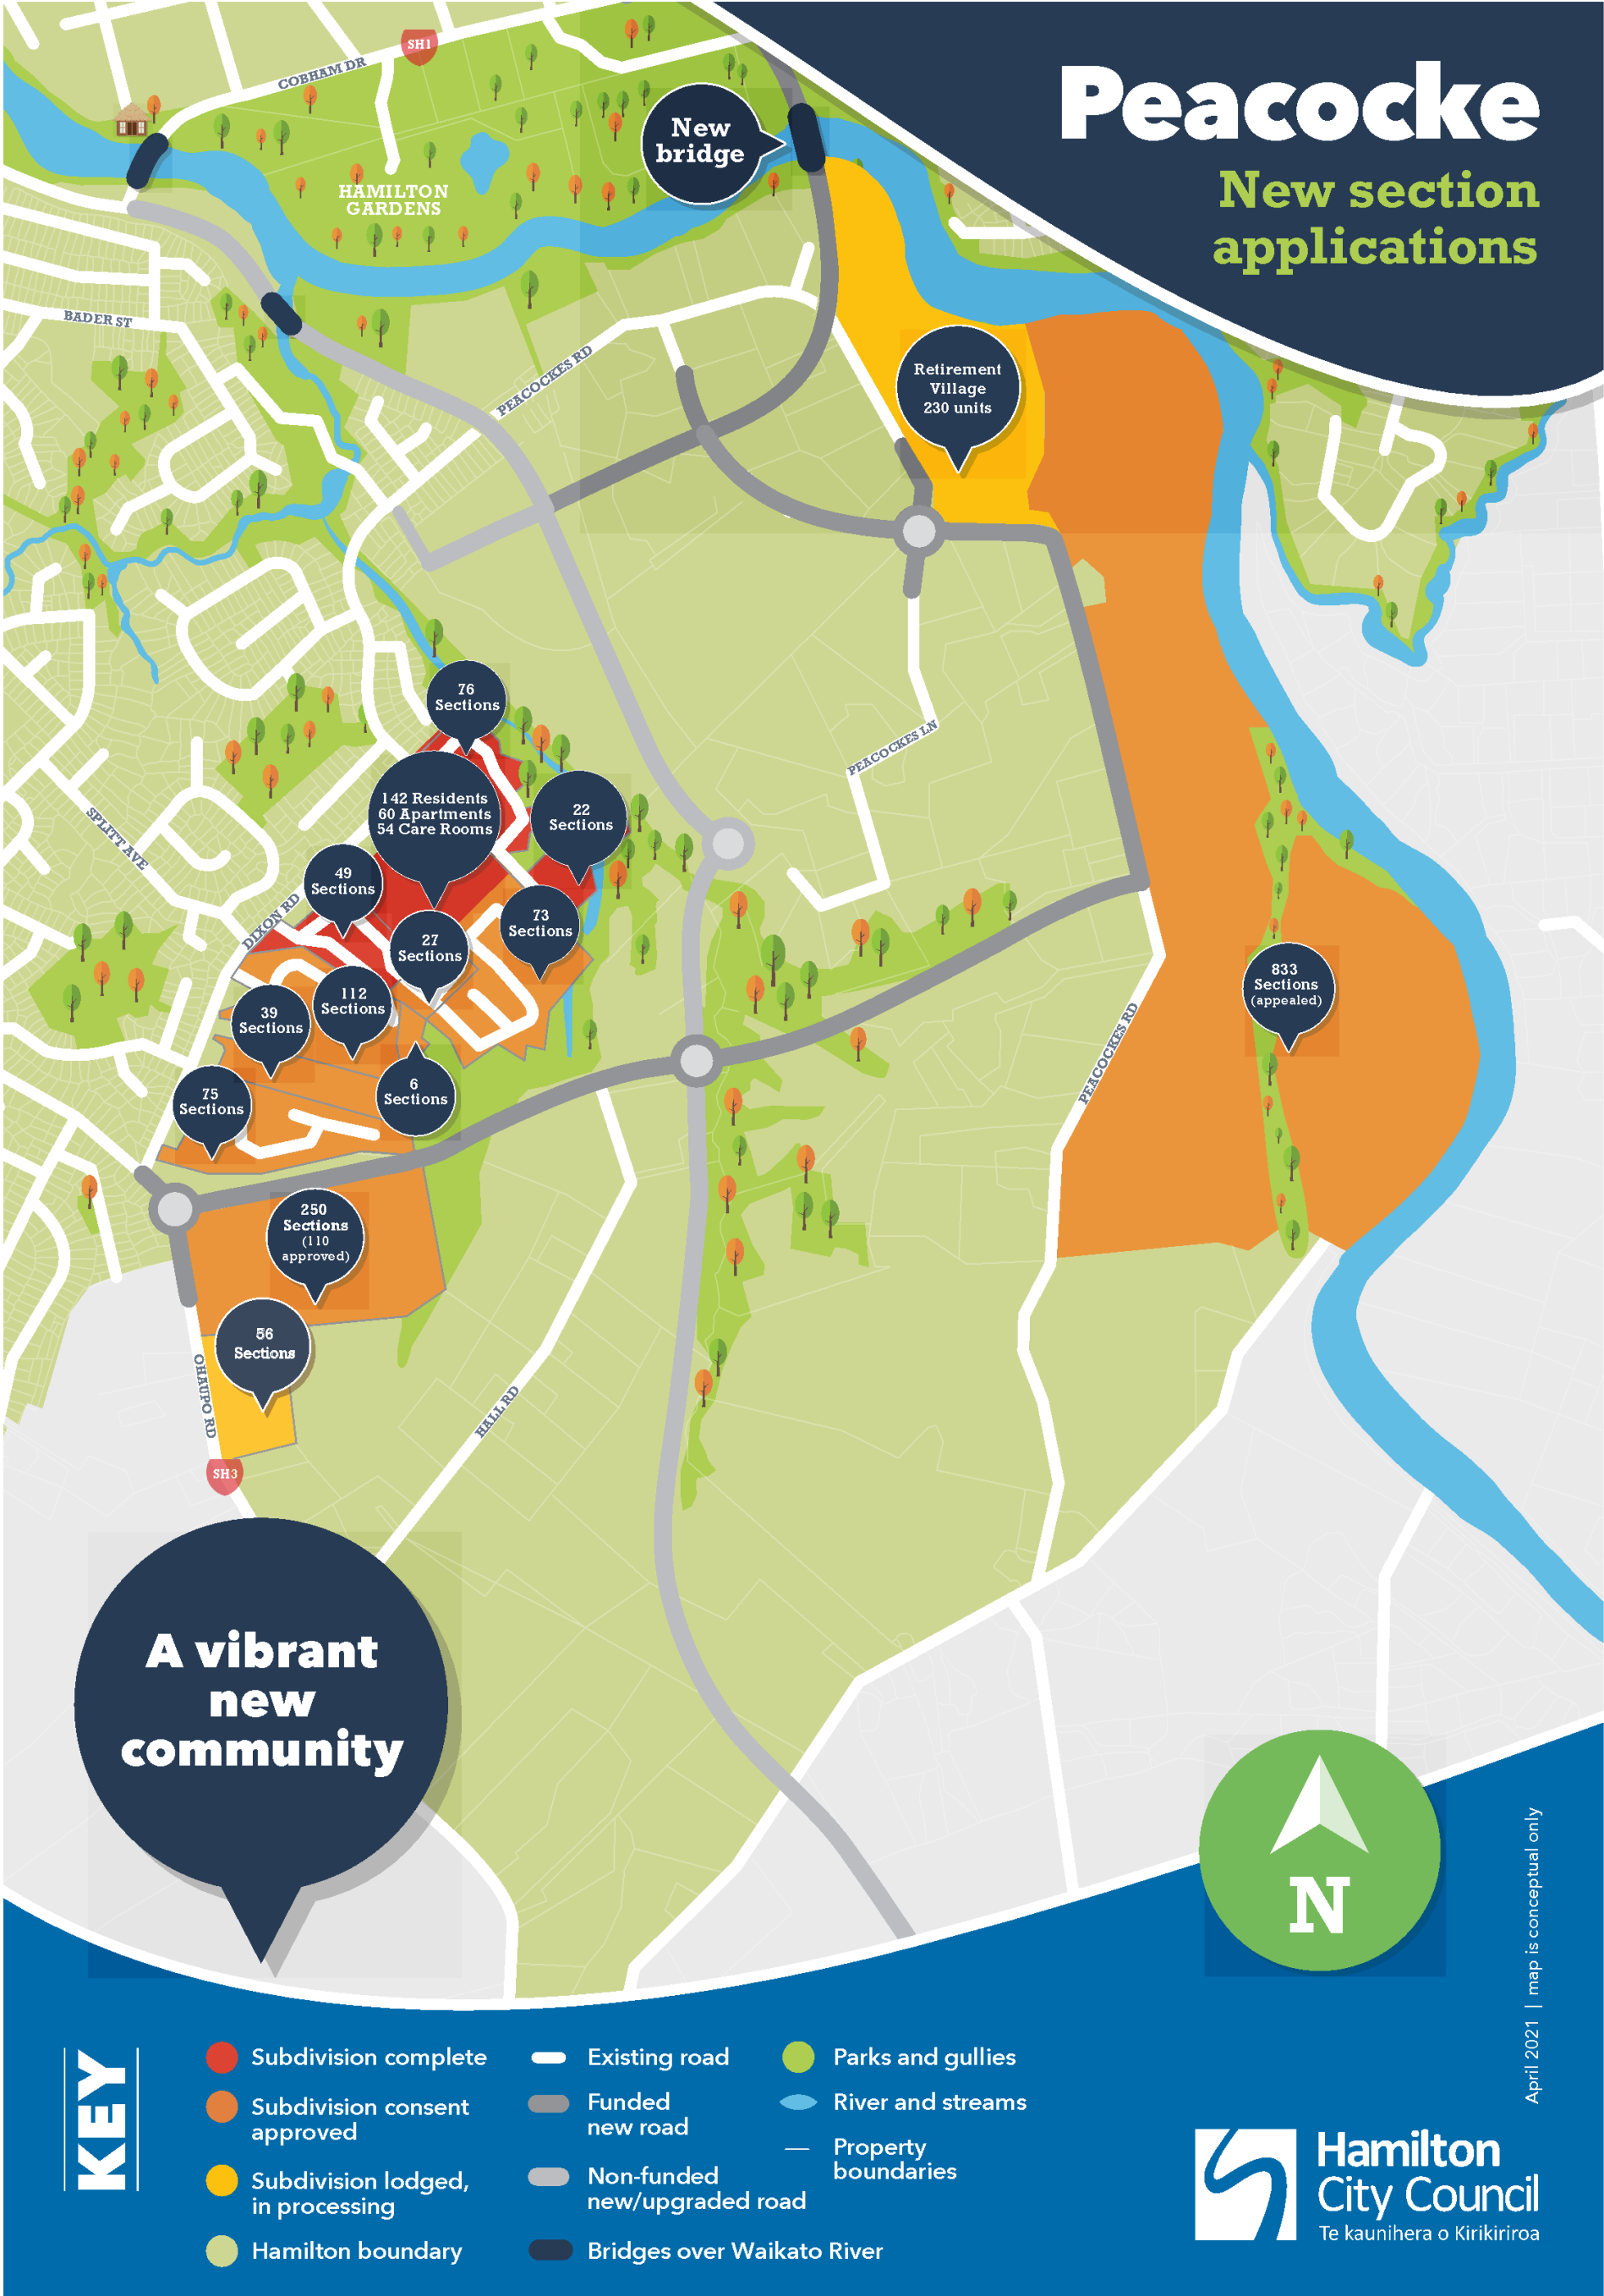 Peacocke
New section
applications
SH1
COBHAM DR
HAMILTON
GARDENS
New
bridge
BADER ST
PEACOCKES RD
Retirement
Village
230 units
76
Sections
PEACOCKES LN
142 Residents
60 Apartments
54 Care Rooms
22
Sections
SPLITT AVE
49
Sections
DIXON RD
73
Sections
27
Sections
833
Sections
(appealed)
112
Sections
39
Sections
6
Sections
75
Sections
PEACOCKES RD
250
Sections
(110
approved)
56
Sections
OHAUPO RD
HALL RD
SH3
A vibrant
new
community
N
April 2021 | map is conceptual only
KEY
Subdivision complete
Subdivision consent
approved
Subdivision lodged,
in processing
Hamilton boundary
Existing road
Funded
new road
Non-funded
new/upgraded road
Bridges over Waikato River
Parks and gullies
River and streams
Property
boundaries
Hamilton
City Council
Te kaunihera o Kirikiriroa